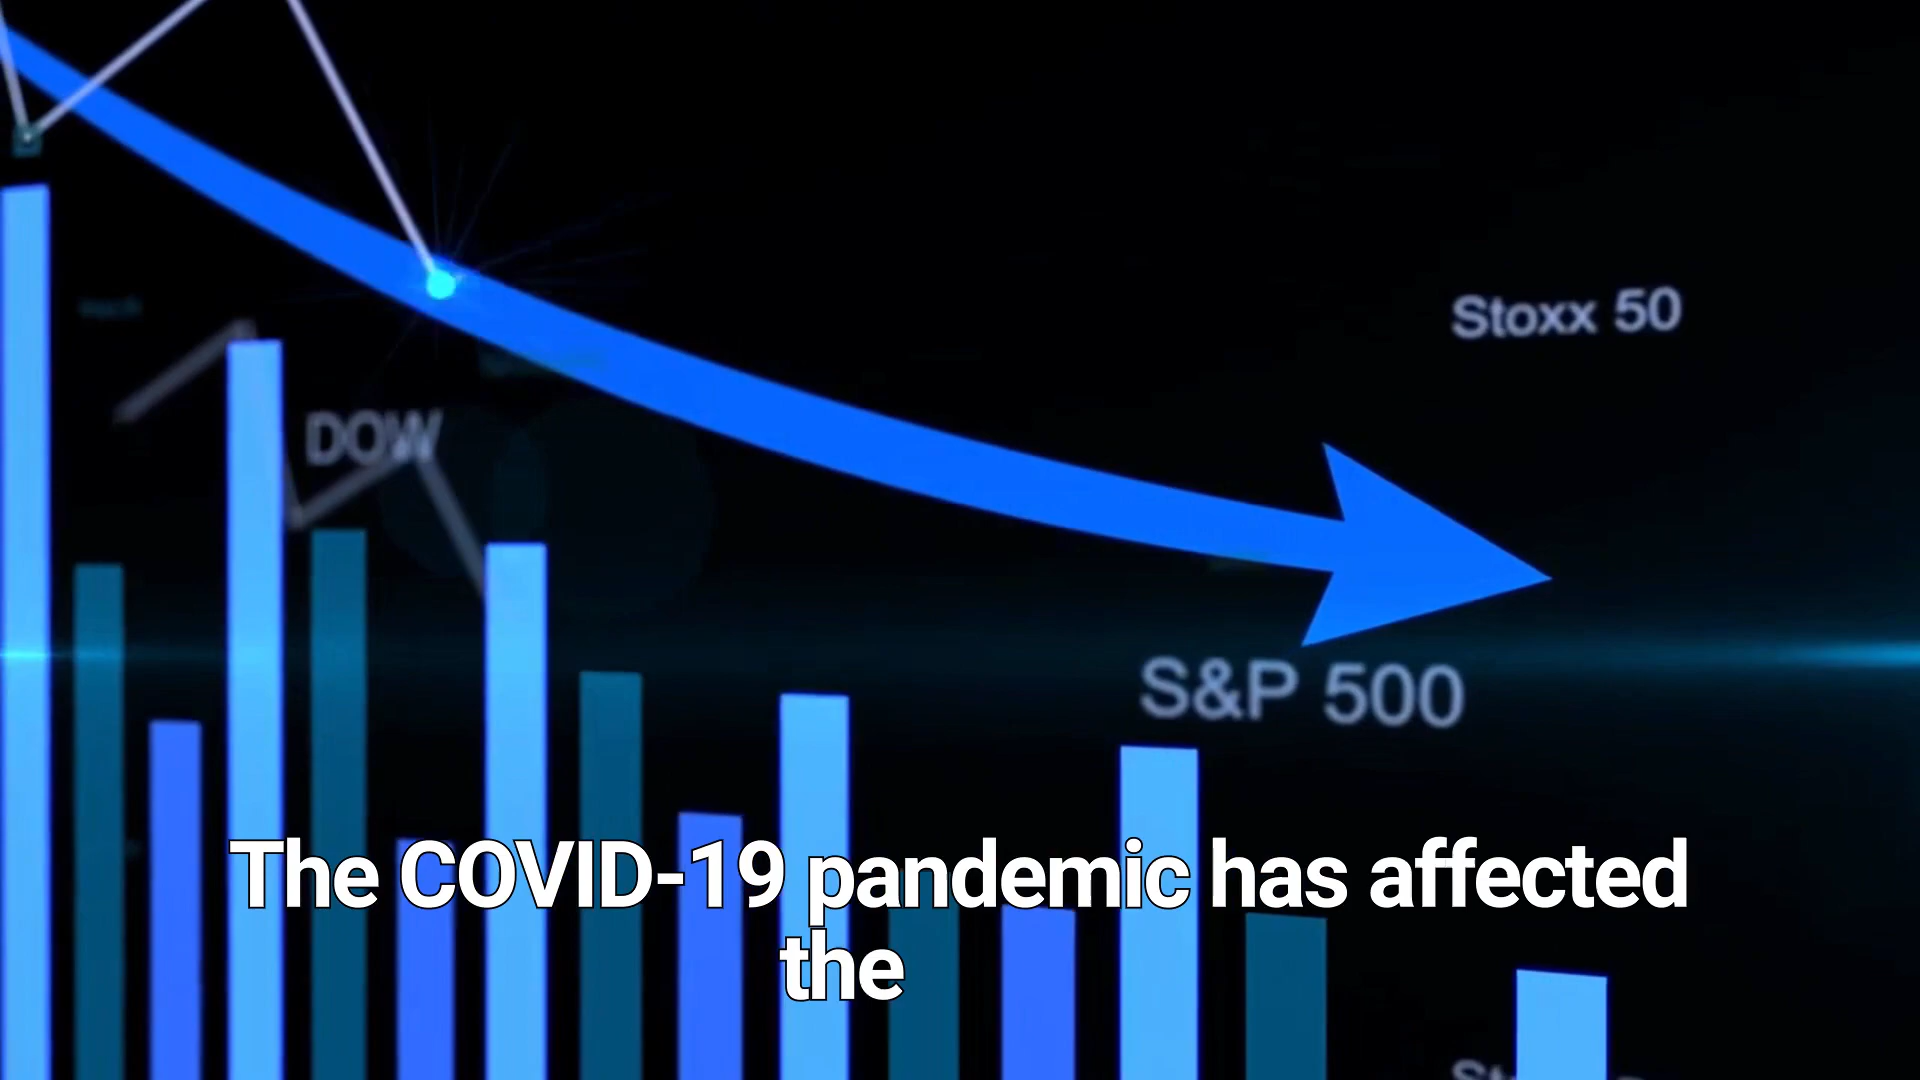 Stoxx 50
DOW
S&P 500
The COVID-19 pandemic has affected
the